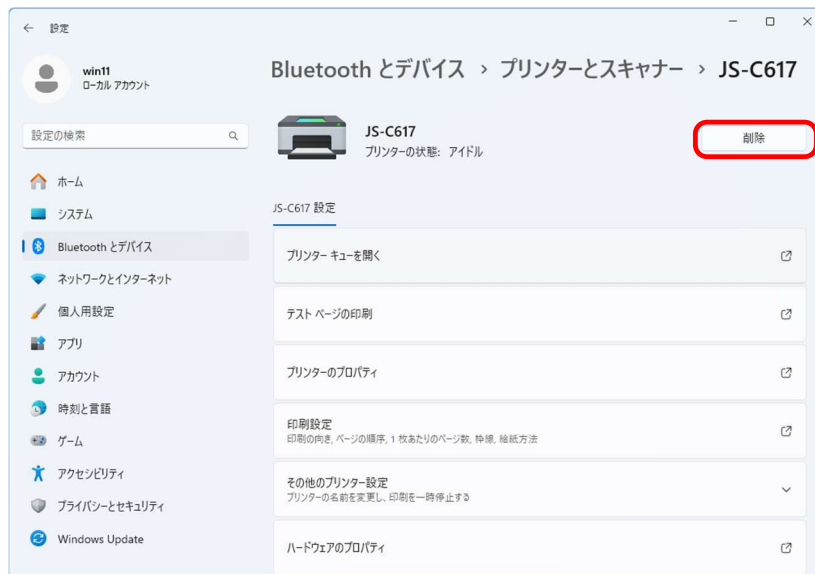 設定
win11
ローカル アカウント
設定の検索
ホーム
システム
Bluetooth とデバイス
ネットワークとインターネット
個人用設定
アプリ
アカウント
時刻と言語
ゲーム
アクセシビリティ
プライバシーとセキュリティ
Windows Update
Bluetooth とデバイス › プリンターとスキャナー › JS-C617
JS-C617
プリンターの状態: アイドル
削除
JS-C617 設定
プリンター キューを開く
テスト ページの印刷
プリンターのプロパティ
印刷設定
印刷の向き, ページの順序, 1 枚あたりのページ数, 枠線, 給紙方法
その他のプリンター設定
プリンターの名前を変更し、印刷を一時停止する
ハードウェアのプロパティ